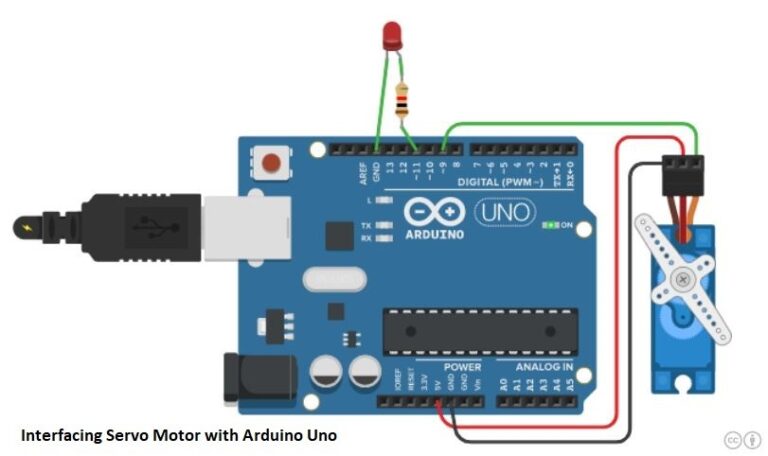 AREF
GND
13
12
~11
~10
~9
8
7
~6
~5
4
~3
2
TX→1
RX←0
DIGITAL (PWM~)
L
TX
RX
UNO
ARDUINO
ON
POWER
ANALOG IN
IOREF
RESET
3.3V
5V
GND
GND
Vin
A0
A1
A2
A3
A4
A5
Interfacing Servo Motor with Arduino Uno
cc